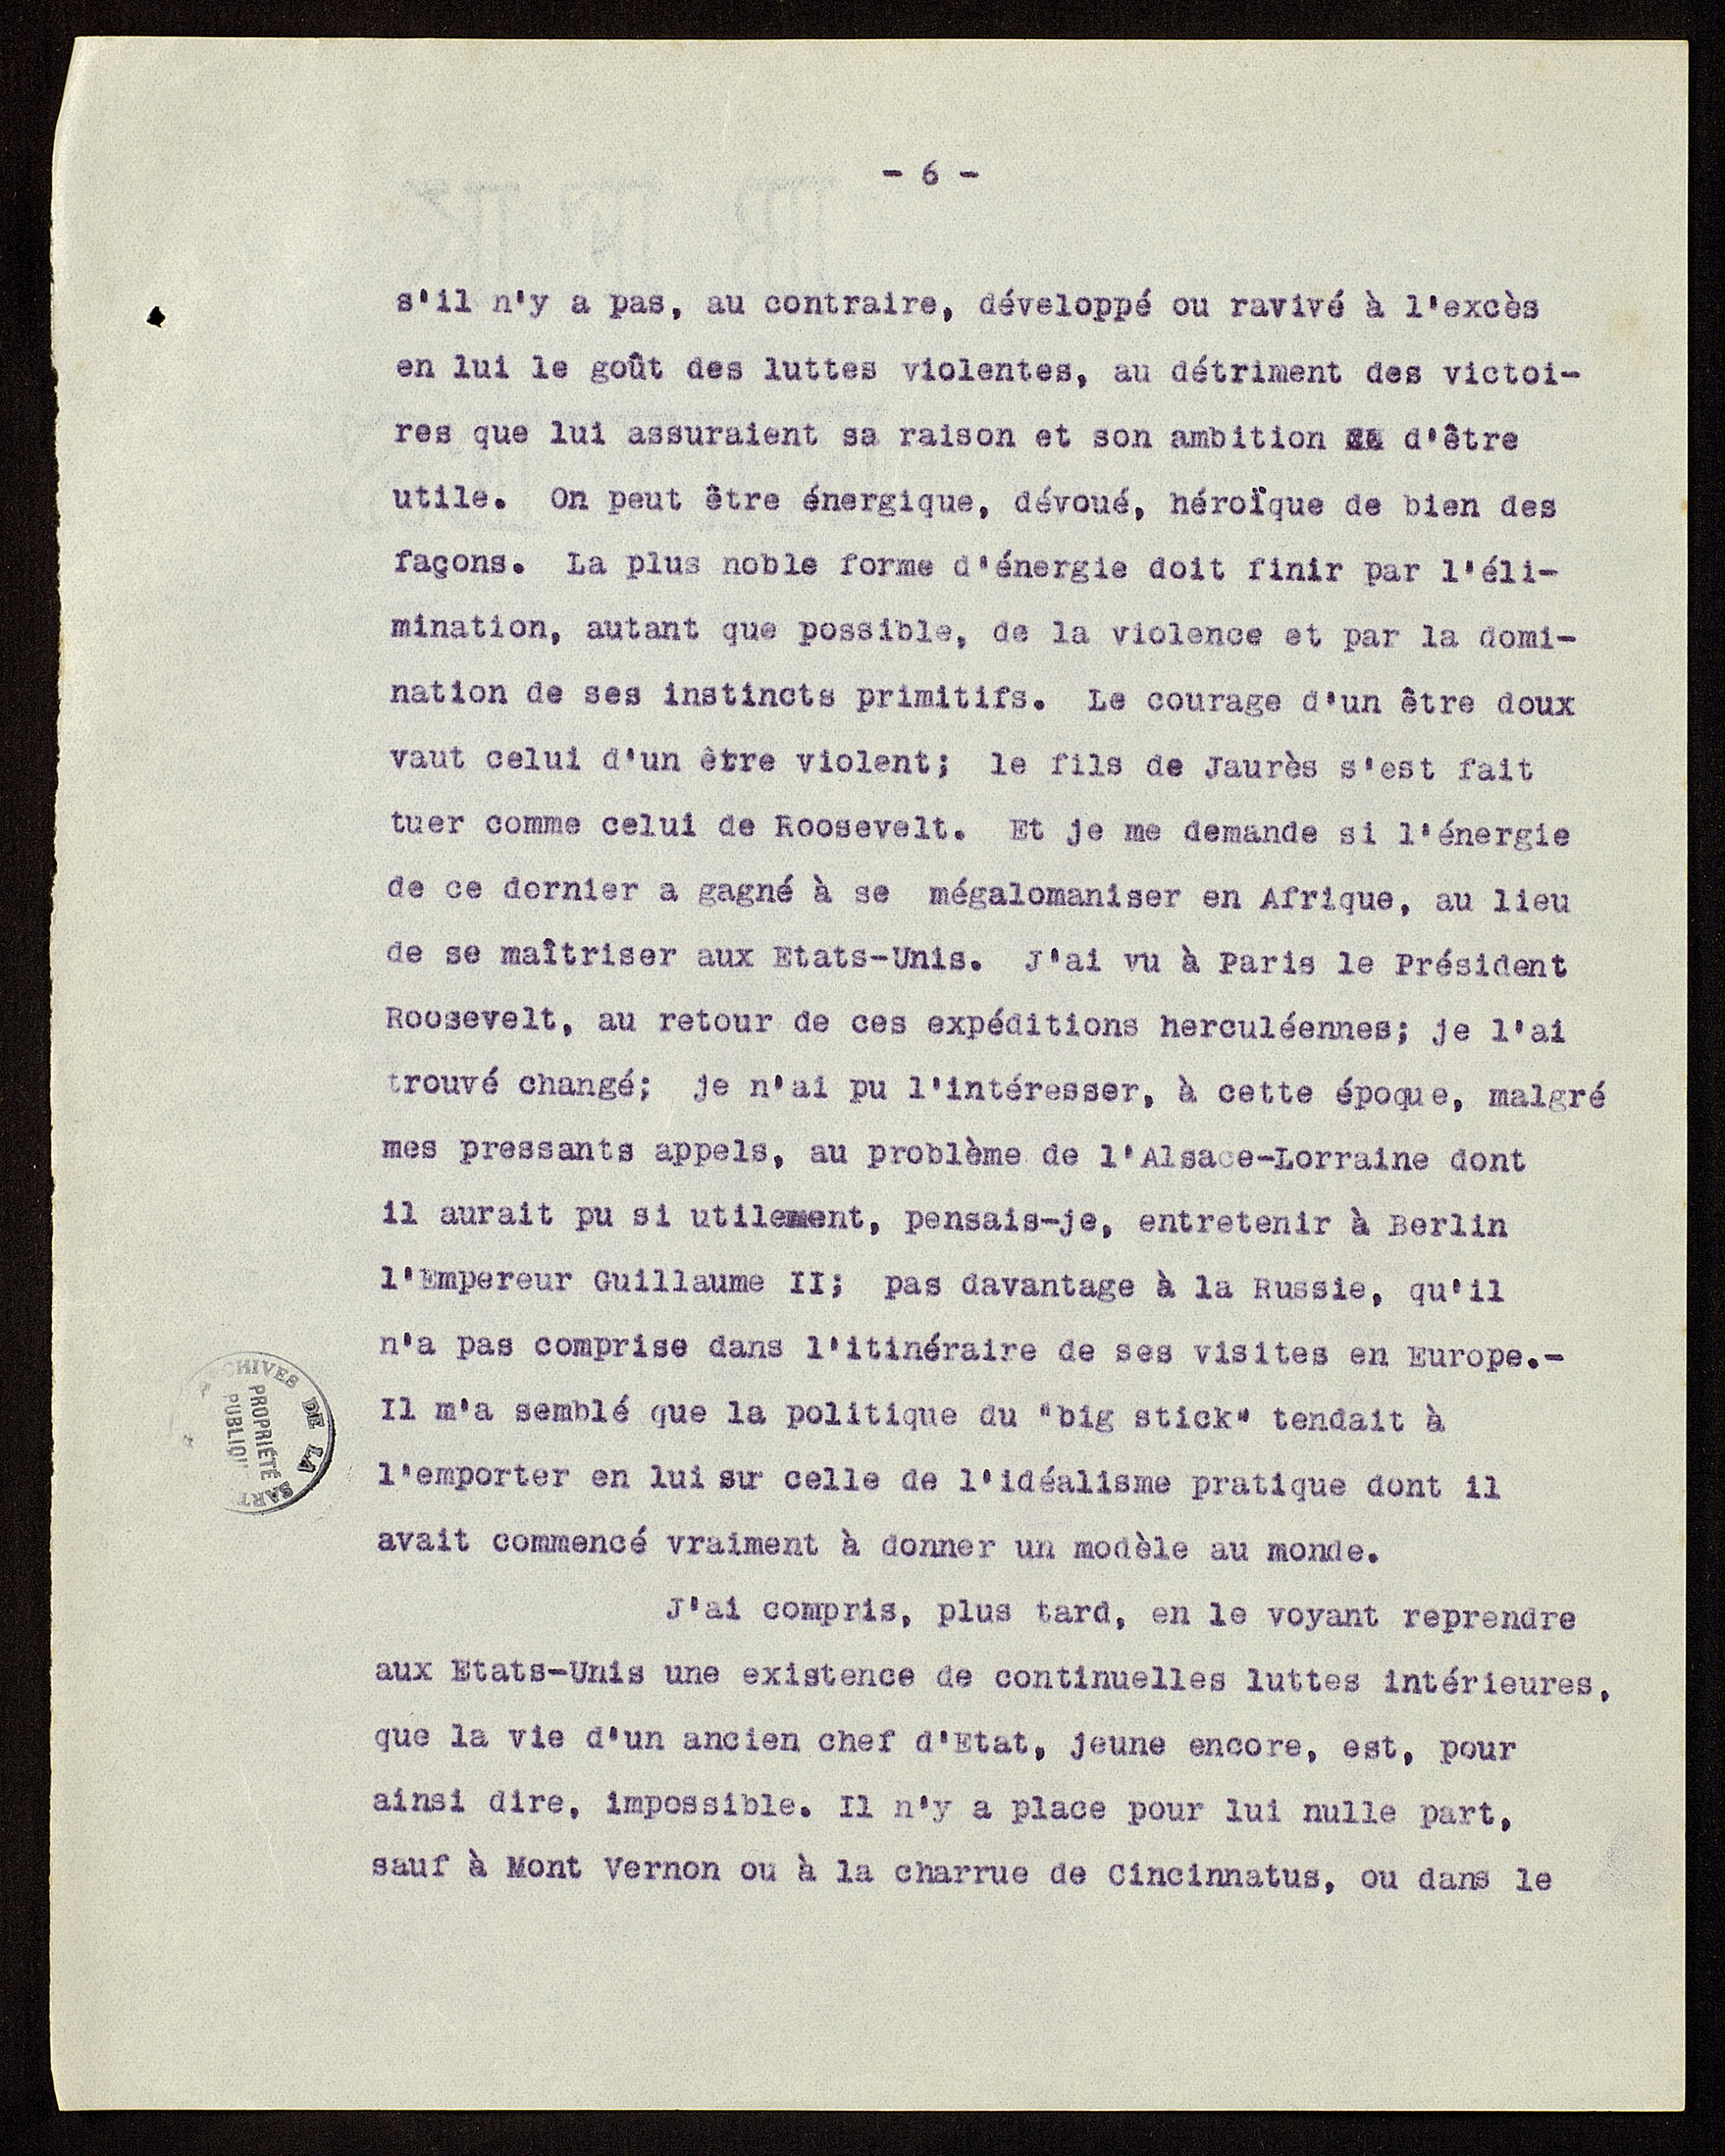 - 6 -
s'il n'y a pas, au contraire, développé ou ravivé à l'excès
en lui le goût des luttes violentes, au détriment des victoi-
res que lui assuraient sa raison et son ambition d'être
utile. On peut être énergique, dévoué, héroïque de bien des
façons. La plus noble forme d'énergie doit finir par l'éli-
mination, autant que possible, de la violence et par la domi-
nation de ses instincts primitifs. Le courage d'un être doux
vaut celui d'un être violent; le fils de Jaurès s'est fait
tuer comme celui de Roosevelt. Et je me demande si l'énergie
de ce dernier a gagné à se mégalomaniser en Afrique, au lieu
de se maîtriser aux Etats-Unis. J'ai vu à Paris le Président
Roosevelt, au retour de ces expéditions herculéennes; je l'ai
trouvé changé; je n'ai pu l'intéresser, à cette époque, malgré
mes pressants appels, au problème de l'Alsace-Lorraine dont
il aurait pu si utilement, pensais-je, entretenir à Berlin
l'Empereur Guillaume II; pas davantage à la Russie, qu'il
n'a pas comprise dans l'itinéraire de ses visites en Europe.-
Il m'a semblé que la politique du "big stick" tendait à
l'emporter en lui sur celle de l'idéalisme pratique dont il
avait commencé vraiment à donner un modèle au monde.
J'ai compris, plus tard, en le voyant reprendre
aux Etats-Unis une existence de continuelles luttes intérieures,
que la vie d'un ancien chef d'Etat, jeune encore, est, pour
ainsi dire, impossible. Il n'y a place pour lui nulle part,
sauf à Mont Vernon ou à la charrue de Cincinnatus, ou dans le
CHIVES DE LA SART
PROPRIÉTÉ
PUBLIQ